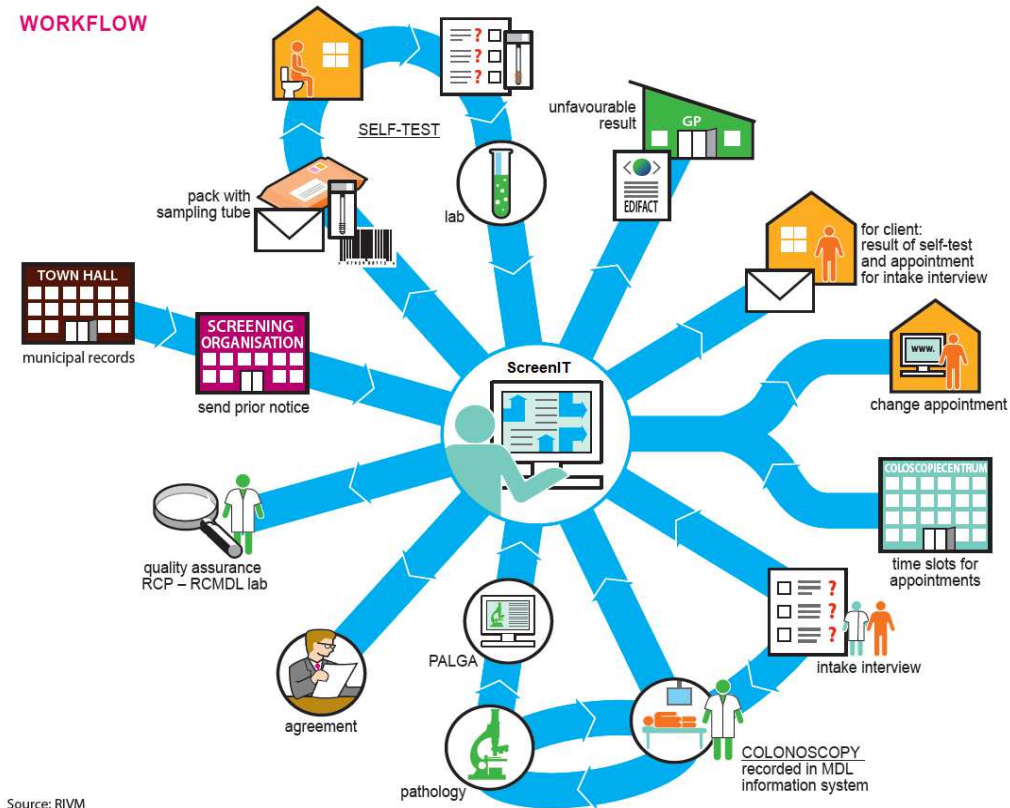 WORKFLOW
SELF-TEST
pack with
sampling tube
lab
unfavourable
result
GP
EDIFACT
for client:
result of self-test
and appointment
for intake interview
TOWN HALL
municipal records
SCREENING
ORGANISATION
send prior notice
ScreenIT
www.
change appointment
COLOSCOPIECENTRUM
time slots for
appointments
quality assurance
RCP – RCMDL lab
PALGA
intake interview
agreement
pathology
COLONOSCOPY
recorded in MDL
information system
Source: RIVM